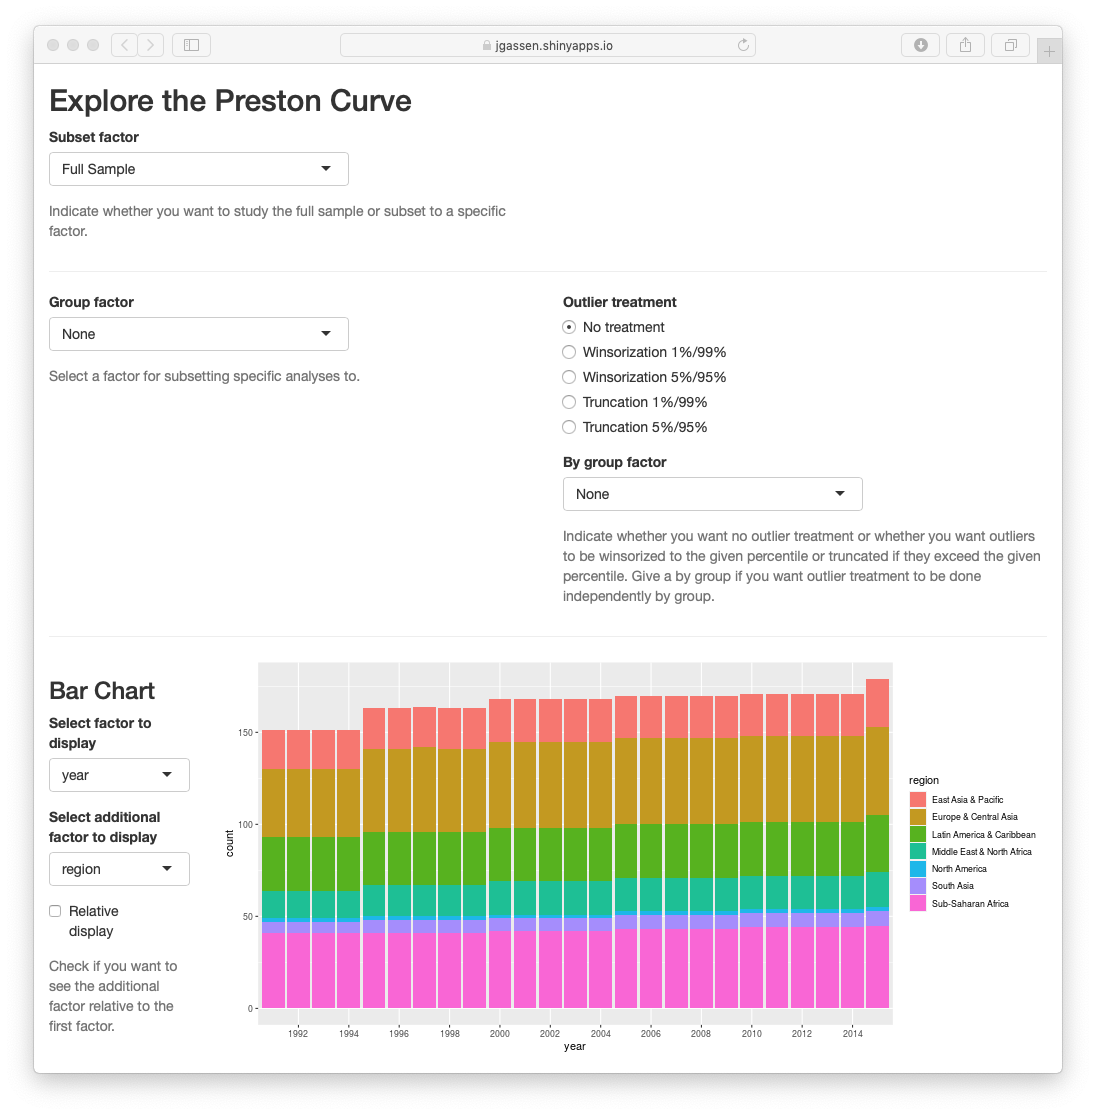 jgassen.shinyapps.io
Explore the Preston Curve
Subset factor
Full Sample
Indicate whether you want to study the full sample or subset to a specific
factor.
Group factor
None
Select a factor for subsetting specific analyses to.
Outlier treatment
No treatment
Winsorization 1%/99%
Winsorization 5%/95%
Truncation 1%/99%
Truncation 5%/95%
By group factor
None
Indicate whether you want no outlier treatment or whether you want outliers
to be winsorized to the given percentile or truncated if they exceed the given
percentile. Give a by group if you want outlier treatment to be done
independently by group.
Bar Chart
Select factor to
display
year
Select additional
factor to display
region
Relative
display
Check if you want to
see the additional
factor relative to the
first factor.
150
100
50
0
count
1992 1994 1996 1998 2000 2002 2004 2006 2008 2010 2012 2014
year
region
East Asia & Pacific
Europe & Central Asia
Latin America & Caribbean
Middle East & North Africa
North America
South Asia
Sub-Saharan Africa